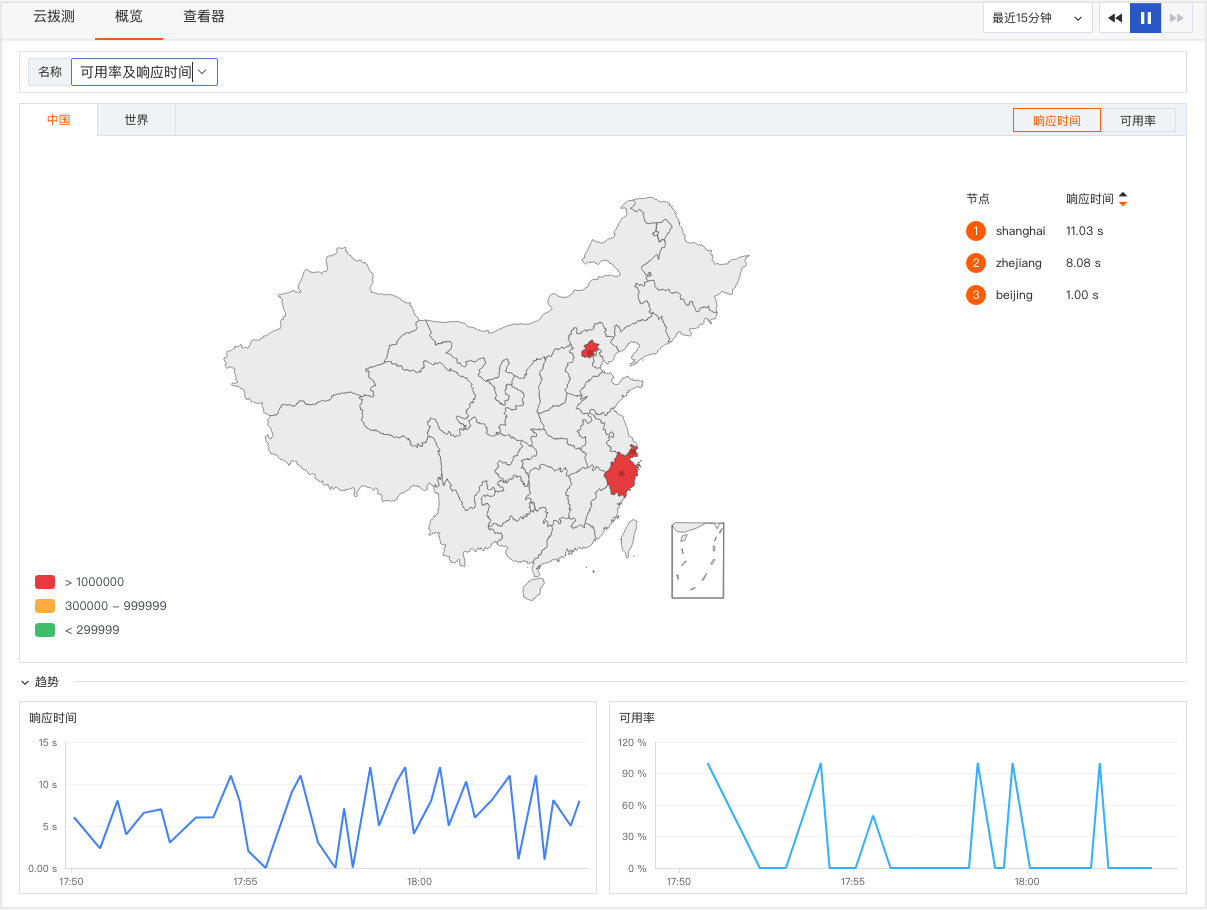 云拨测 概览 查看器 最近15分钟
名称 可用率及响应时间
中国 世界 响应时间 可用率
节点 响应时间
1 shanghai 11.03 s
2 zhejiang 8.08 s
3 beijing 1.00 s
> 1000000
300000 – 999999
< 299999
趋势
响应时间
15 s
10 s
5 s
0.00 s
17:50 17:55 18:00
可用率
120 %
90 %
60 %
30 %
0 %
17:50 17:55 18:00